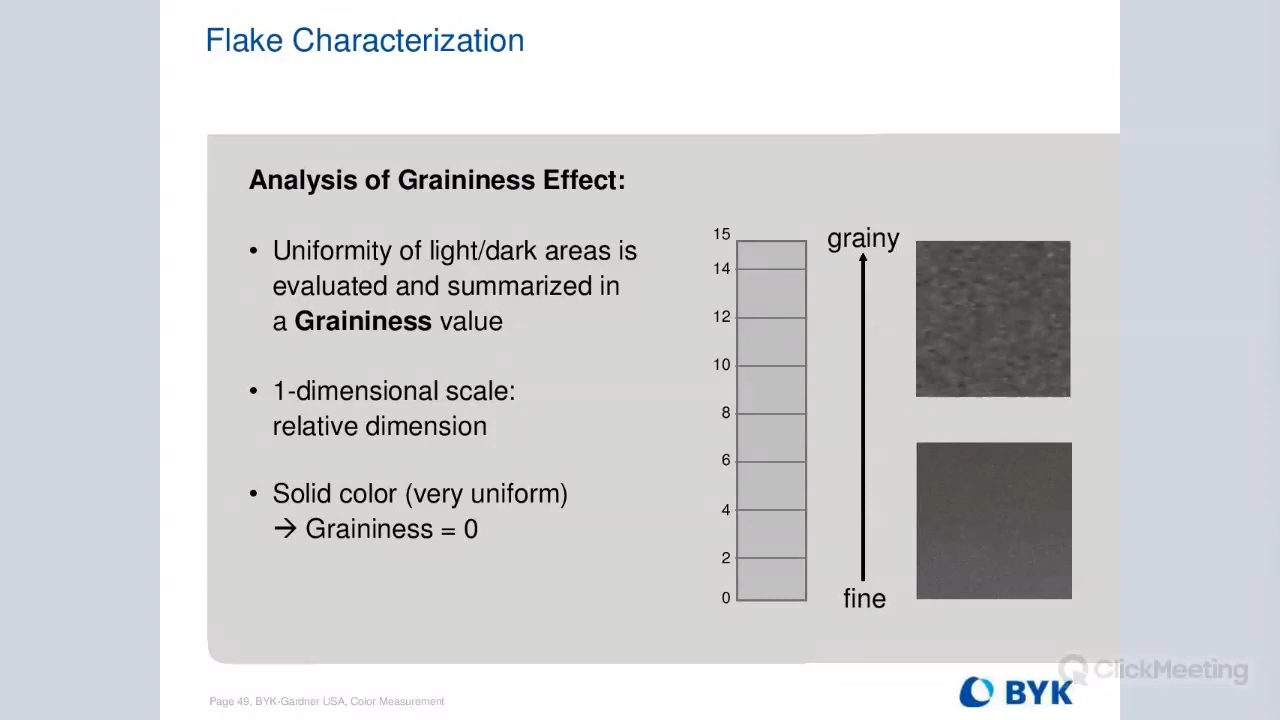 Flake Characterization
Analysis of Graininess Effect:
• Uniformity of light/dark areas is
evaluated and summarized in
a Graininess value
• 1-dimensional scale:
relative dimension
• Solid color (very uniform)
→ Graininess = 0
15
14
12
10
8
6
4
2
0
grainy
fine
Page 49, BYK-Gardner USA, Color Measurement
BYK
ClickMeeting